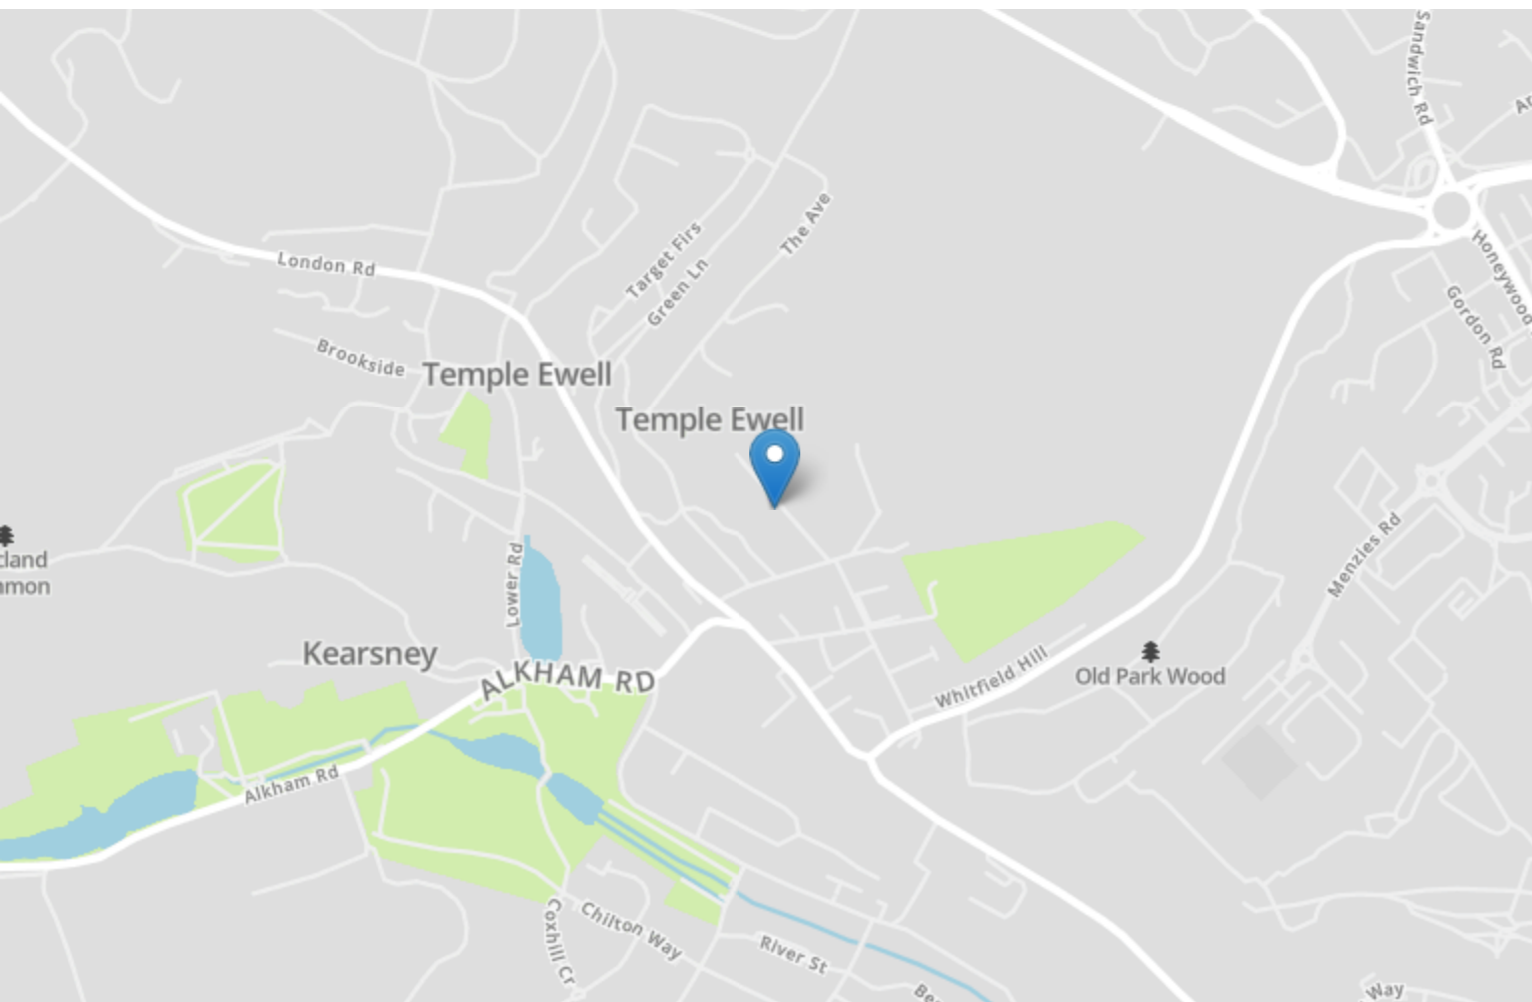 Sandwich Rd
London Rd
Target Firs
Green Ln
The Ave
Honeywood
Gordon Rd
Brookside
Temple Ewell
Temple Ewell
Menzies Rd
Lower Rd
Kearsney
ALKHAM RD
Whitfield Hill
Old Park Wood
Alkham Rd
Coxhill Cr
Chilton Way
River St
Way